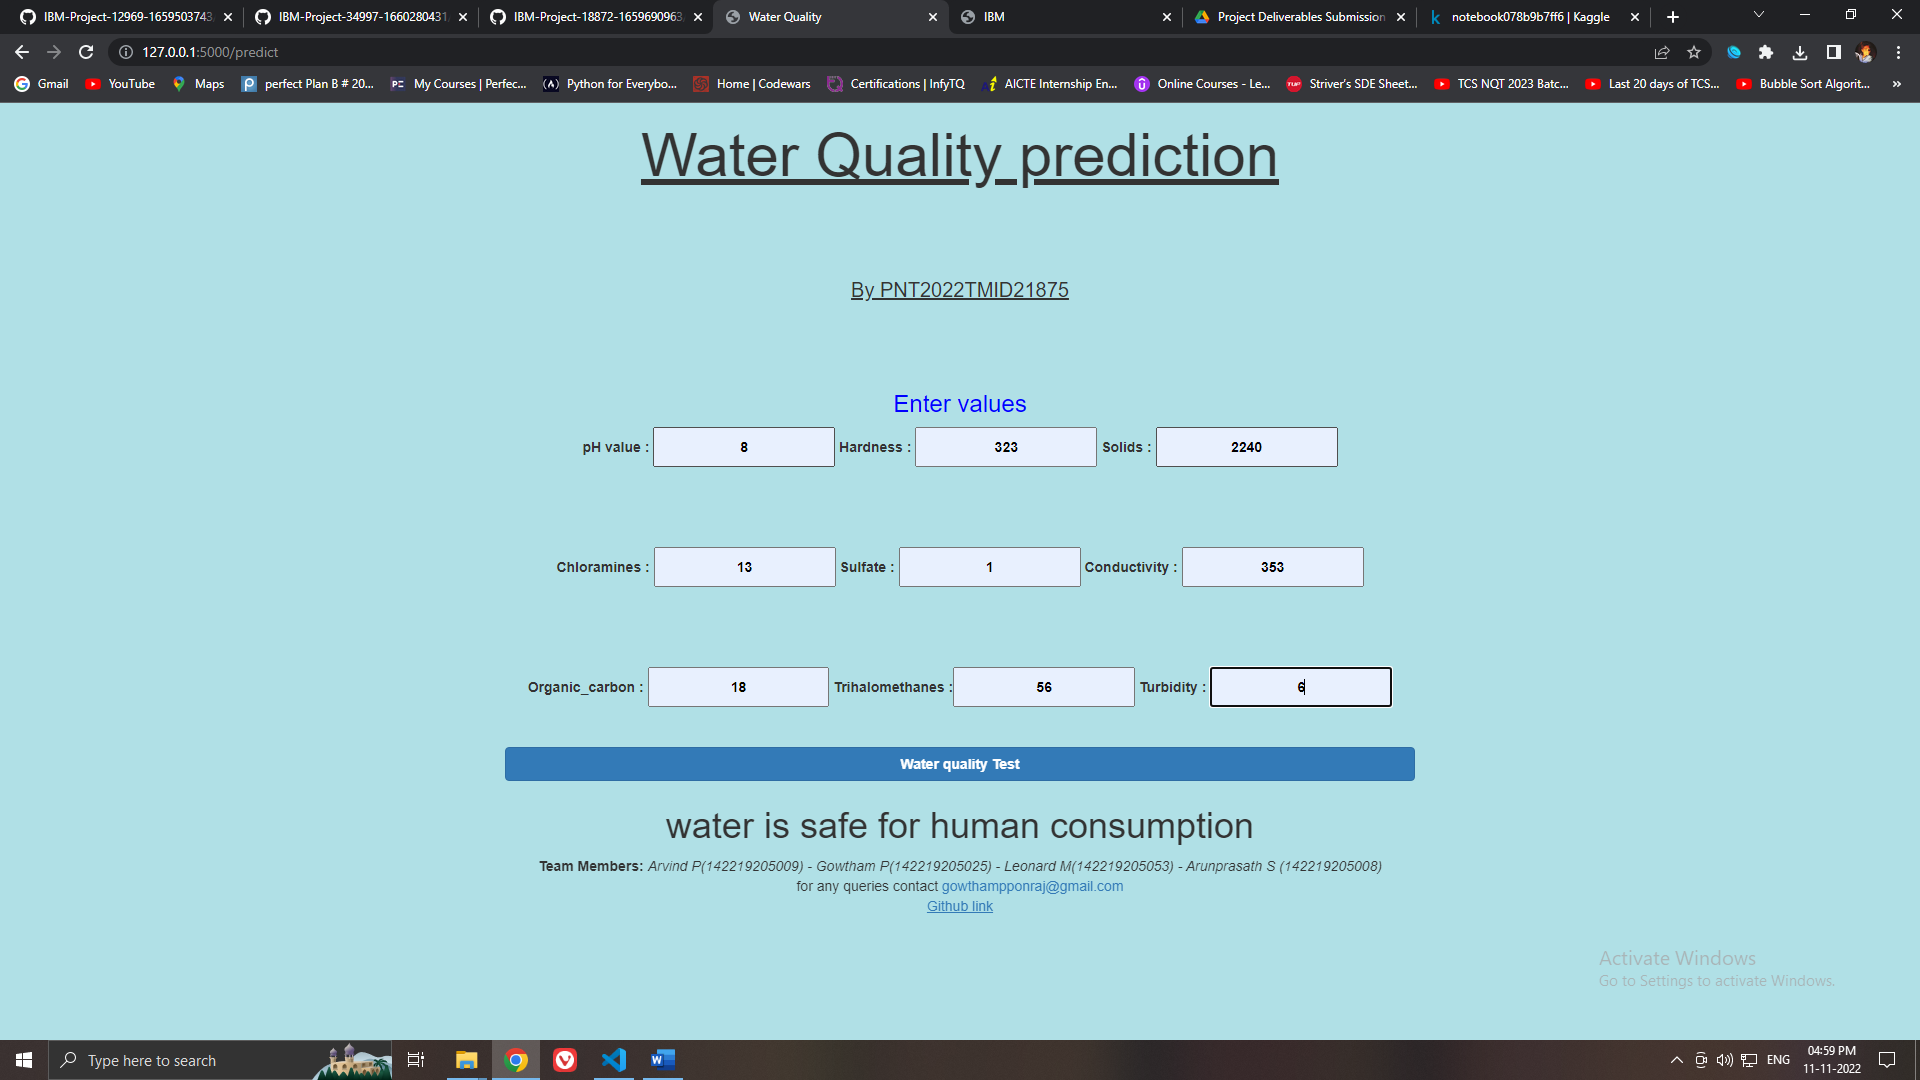 IBM-Project-12969-1659503743 IBM-Project-34997-1660280431 IBM-Project-18872-1659690963 Water Quality IBM Project Deliverables Submission notebook078b9b7ff6 | Kaggle
127.0.0.1:5000/predict
Gmail YouTube Maps perfect Plan B # 20... My Courses | Perfec... Python for Everybo... Home | Codewars Certifications | InfyTQ AICTE Internship En... Online Courses - Le... Striver's SDE Sheet... TCS NQT 2023 Batc... Last 20 days of TCS... Bubble Sort Algorit... »
Water Quality prediction
By PNT2022TMID21875
Enter values
pH value : 8 Hardness : 323 Solids : 2240
Chloramines : 13 Sulfate : 1 Conductivity : 353
Organic_carbon : 18 Trihalomethanes : 56 Turbidity : 6
Water quality Test
water is safe for human consumption
Team Members: Arvind P(142219205009) - Gowtham P(142219205025) - Leonard M(142219205053) - Arunprasath S (142219205008)
for any queries contact gowthampponraj@gmail.com
Github link
Activate Windows
Go to Settings to activate Windows.
Type here to search
ENG
04:59 PM
11-11-2022